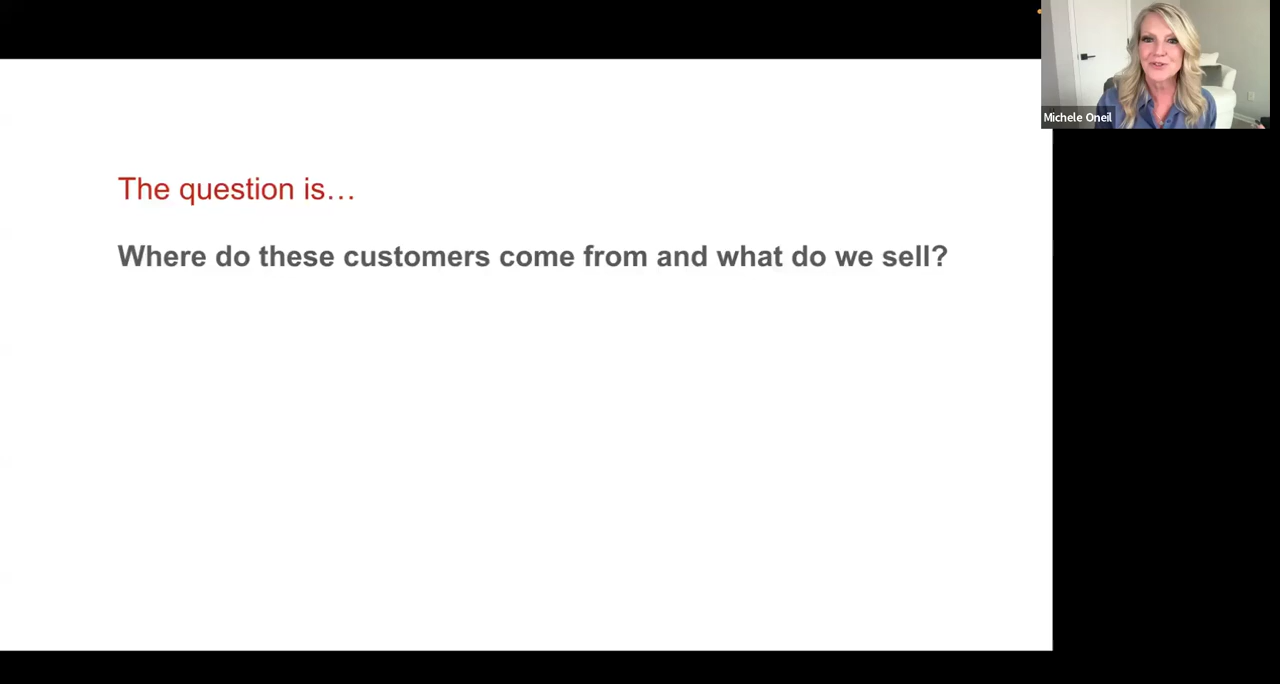 Michele Oneil
The question is…
Where do these customers come from and what do we sell?